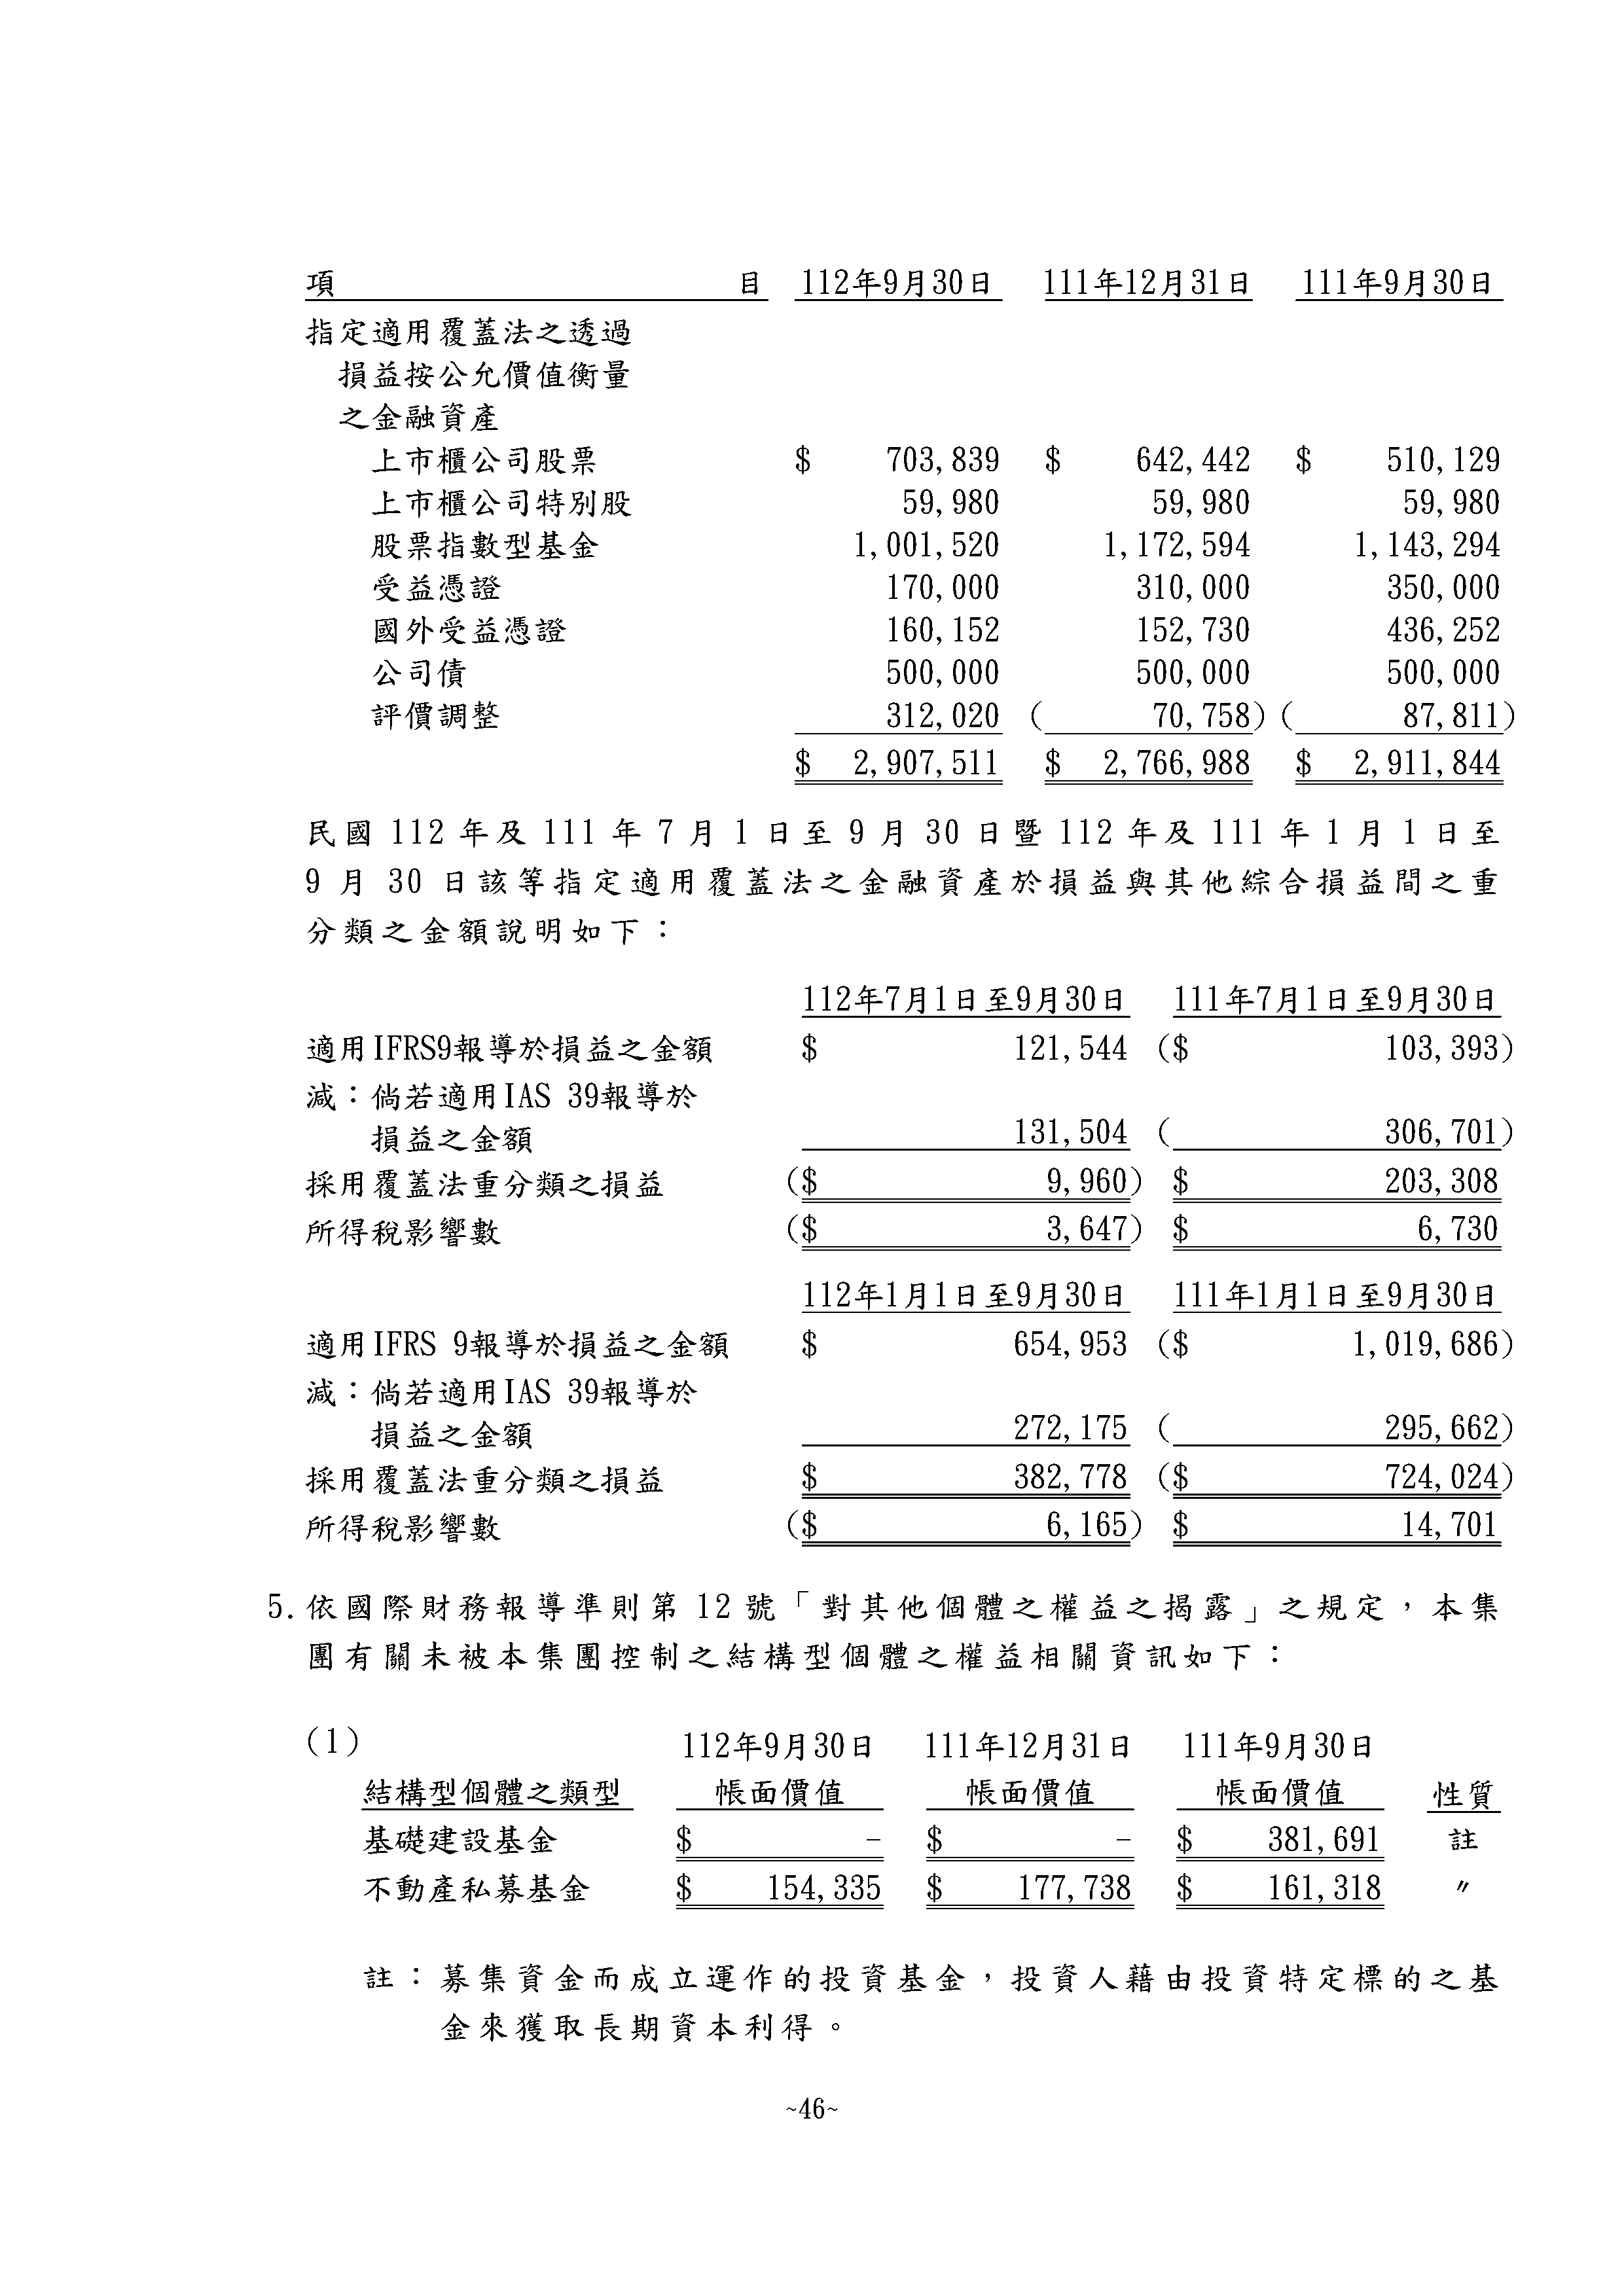 項 目 112年9月30日 111年12月31日 111年9月30日
指定適用覆蓋法之透過
損益按公允價值衡量
之金融資產
上市櫃公司股票 $ 703,839 $ 642,442 $ 510,129
上市櫃公司特別股 59,980 59,980 59,980
股票指數型基金 1,001,520 1,172,594 1,143,294
受益憑證 170,000 310,000 350,000
國外受益憑證 160,152 152,730 436,252
公司債 500,000 500,000 500,000
評價調整 312,020 ( 70,758) ( 87,811)
$ 2,907,511 $ 2,766,988 $ 2,911,844
民國 112 年及 111 年 7 月 1 日至 9 月 30 日暨 112 年及 111 年 1 月 1 日至
9 月 30 日該等指定適用覆蓋法之金融資產於損益與其他綜合損益間之重
分類之金額說明如下：
112年7月1日至9月30日 111年7月1日至9月30日
適用IFRS9報導於損益之金額 $ 121,544 ($ 103,393)
減：倘若適用IAS 39報導於
損益之金額 131,504 ( 306,701)
採用覆蓋法重分類之損益 ($ 9,960) $ 203,308
所得稅影響數 ($ 3,647) $ 6,730
112年1月1日至9月30日 111年1月1日至9月30日
適用IFRS 9報導於損益之金額 $ 654,953 ($ 1,019,686)
減：倘若適用IAS 39報導於
損益之金額 272,175 ( 295,662)
採用覆蓋法重分類之損益 $ 382,778 ($ 724,024)
所得稅影響數 ($ 6,165) $ 14,701
5.依國際財務報導準則第 12 號「對其他個體之權益之揭露」之規定，本集
團有關未被本集團控制之結構型個體之權益相關資訊如下：
(1) 112年9月30日 111年12月31日 111年9月30日
結構型個體之類型 帳面價值 帳面價值 帳面價值 性質
基礎建設基金 $ - $ - $ 381,691 註
不動產私募基金 $ 154,335 $ 177,738 $ 161,318 〃
註：募集資金而成立運作的投資基金，投資人藉由投資特定標的之基
金來獲取長期資本利得。
~46~